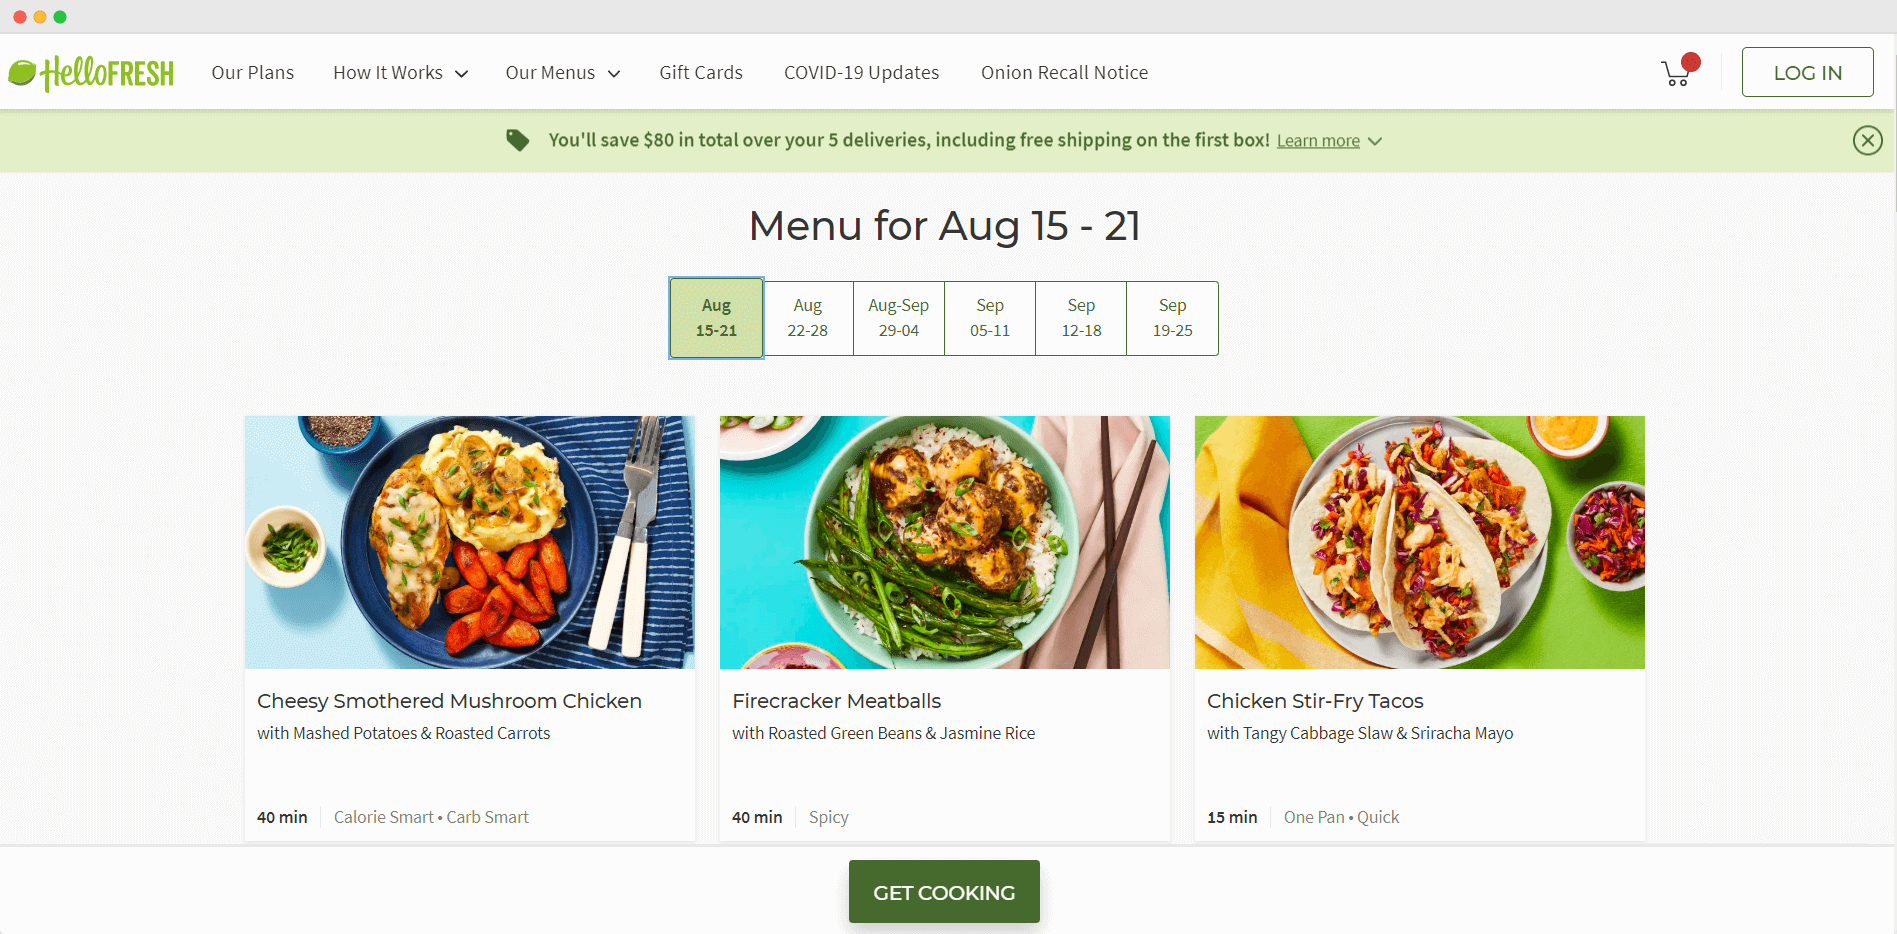 HelloFRESH
Our Plans
How It Works
Our Menus
Gift Cards
COVID-19 Updates
Onion Recall Notice
LOG IN
You'll save $80 in total over your 5 deliveries, including free shipping on the first box! Learn more
Menu for Aug 15 - 21
Aug
15-21
Aug
22-28
Aug-Sep
29-04
Sep
05-11
Sep
12-18
Sep
19-25
Cheesy Smothered Mushroom Chicken
with Mashed Potatoes & Roasted Carrots
40 min
Calorie Smart • Carb Smart
Firecracker Meatballs
with Roasted Green Beans & Jasmine Rice
40 min
Spicy
Chicken Stir-Fry Tacos
with Tangy Cabbage Slaw & Sriracha Mayo
15 min
One Pan • Quick
GET COOKING